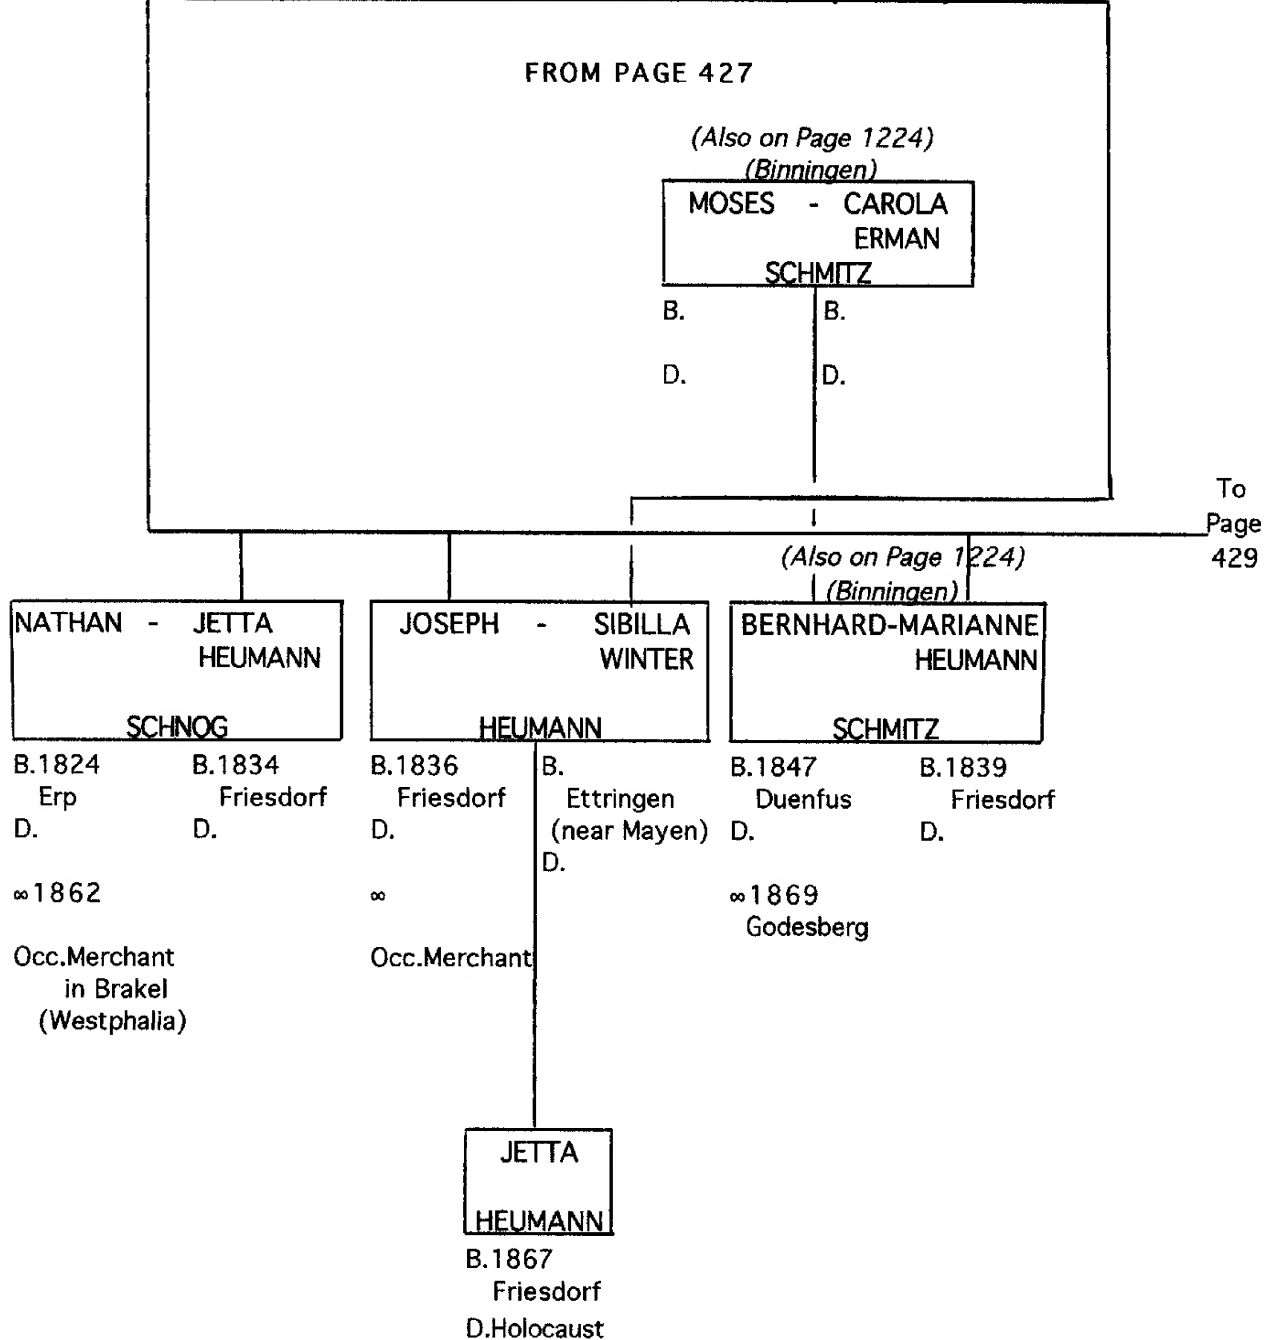 FROM PAGE 427
(Also on Page 1224)
(Binningen)
MOSES - CAROLA
ERMAN
SCHMITZ
B. B.
D. D.
To
Page
429
(Also on Page 1224)
(Binningen)
NATHAN - JETTA
HEUMANN
SCHNOG
B.1824 B.1834
Erp Friesdorf
D. D.
∞1862
Occ.Merchant
in Brakel
(Westphalia)
JOSEPH - SIBILLA
WINTER
HEUMANN
B.1836 B.
Friesdorf Ettringen
D. (near Mayen)
D.
∞
Occ.Merchant
BERNHARD-MARIANNE
HEUMANN
SCHMITZ
B.1847 B.1839
Duenfus Friesdorf
D. D.
∞1869
Godesberg
JETTA
HEUMANN
B.1867
Friesdorf
D.Holocaust